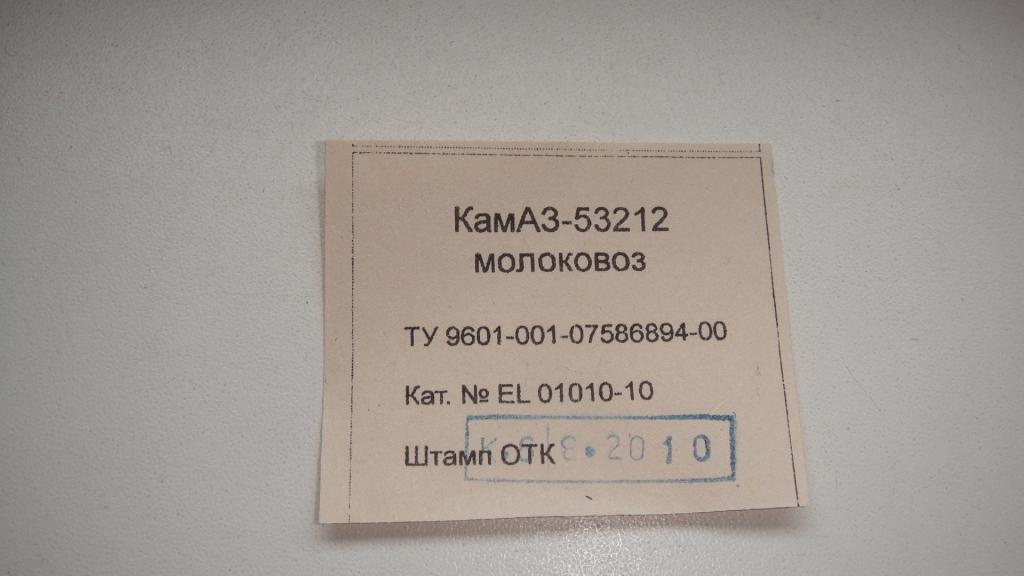 КамАЗ-53212
молоковоз
ТУ 9601-001-07586894-00
Кат. № EL 01010-10
Штамп ОТК 2010